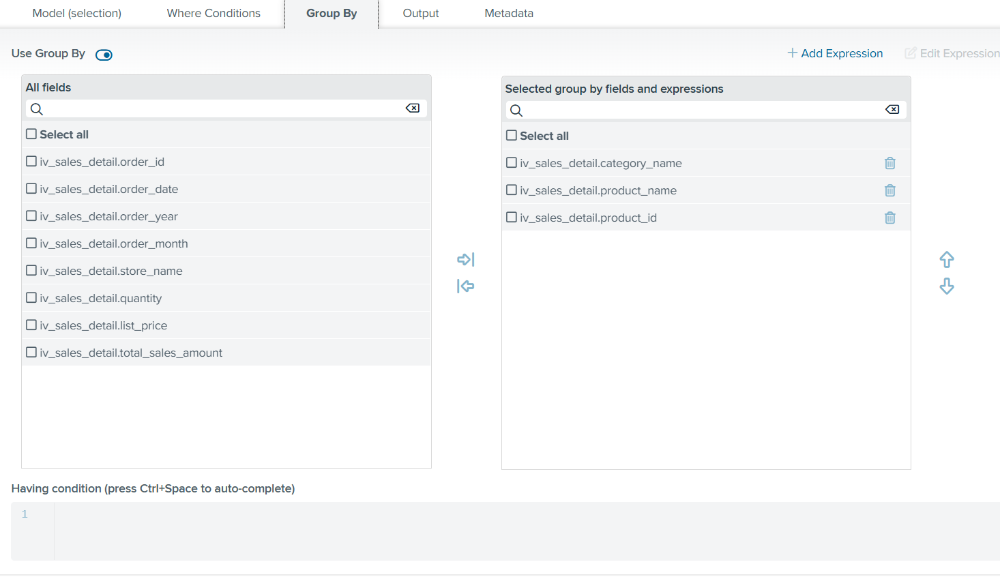 Model (selection) Where Conditions Group By Output Metadata
Use Group By
Add Expression Edit Expression
All fields
Select all
iv_sales_detail.order_id
iv_sales_detail.order_date
iv_sales_detail.order_year
iv_sales_detail.order_month
iv_sales_detail.store_name
iv_sales_detail.quantity
iv_sales_detail.list_price
iv_sales_detail.total_sales_amount
Selected group by fields and expressions
Select all
iv_sales_detail.category_name
iv_sales_detail.product_name
iv_sales_detail.product_id
Having condition (press Ctrl+Space to auto-complete)
1